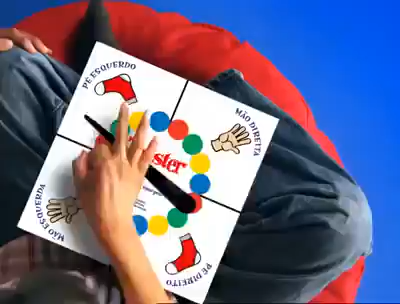 PÉ ESQUERDO
MÃO DIREITA
ster
MÃO ESQUERDA
PÉ DIREITO